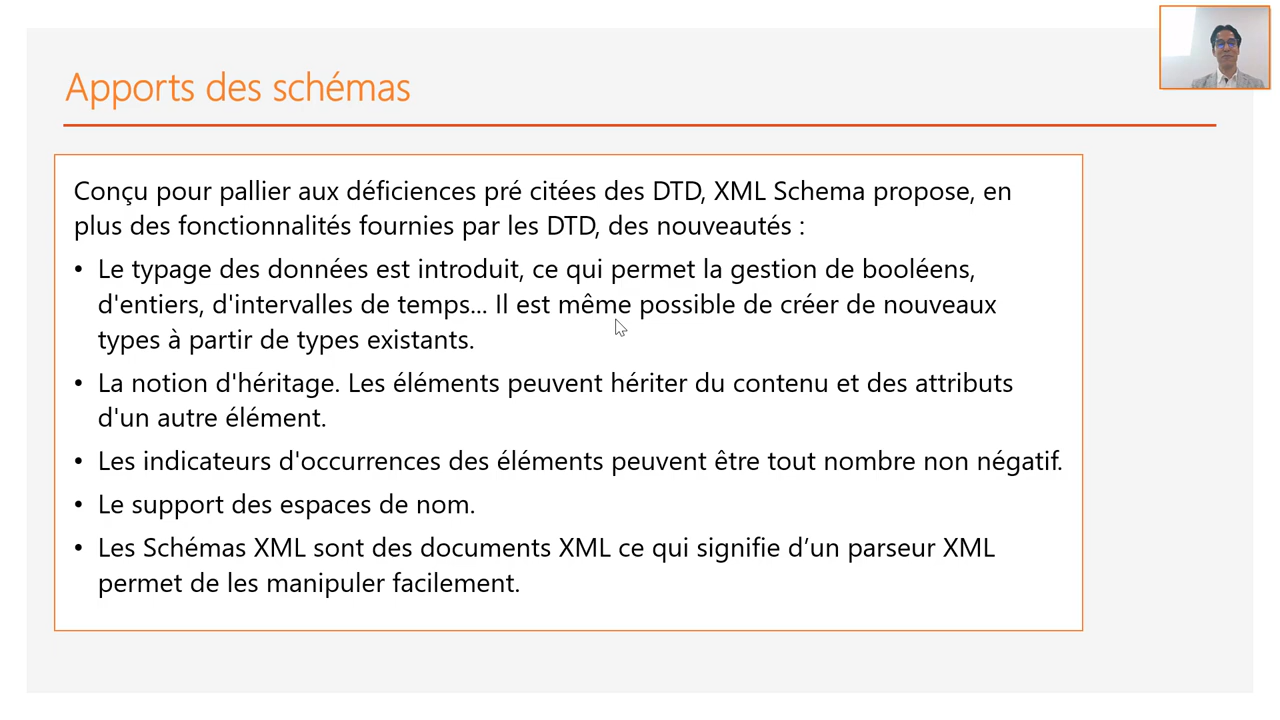 Apports des schémas
Conçu pour pallier aux déficiences pré citées des DTD, XML Schema propose, en
plus des fonctionnalités fournies par les DTD, des nouveautés :
• Le typage des données est introduit, ce qui permet la gestion de booléens,
d'entiers, d'intervalles de temps... Il est même possible de créer de nouveaux
types à partir de types existants.
• La notion d'héritage. Les éléments peuvent hériter du contenu et des attributs
d'un autre élément.
• Les indicateurs d'occurrences des éléments peuvent être tout nombre non négatif.
• Le support des espaces de nom.
• Les Schémas XML sont des documents XML ce qui signifie d’un parseur XML
permet de les manipuler facilement.